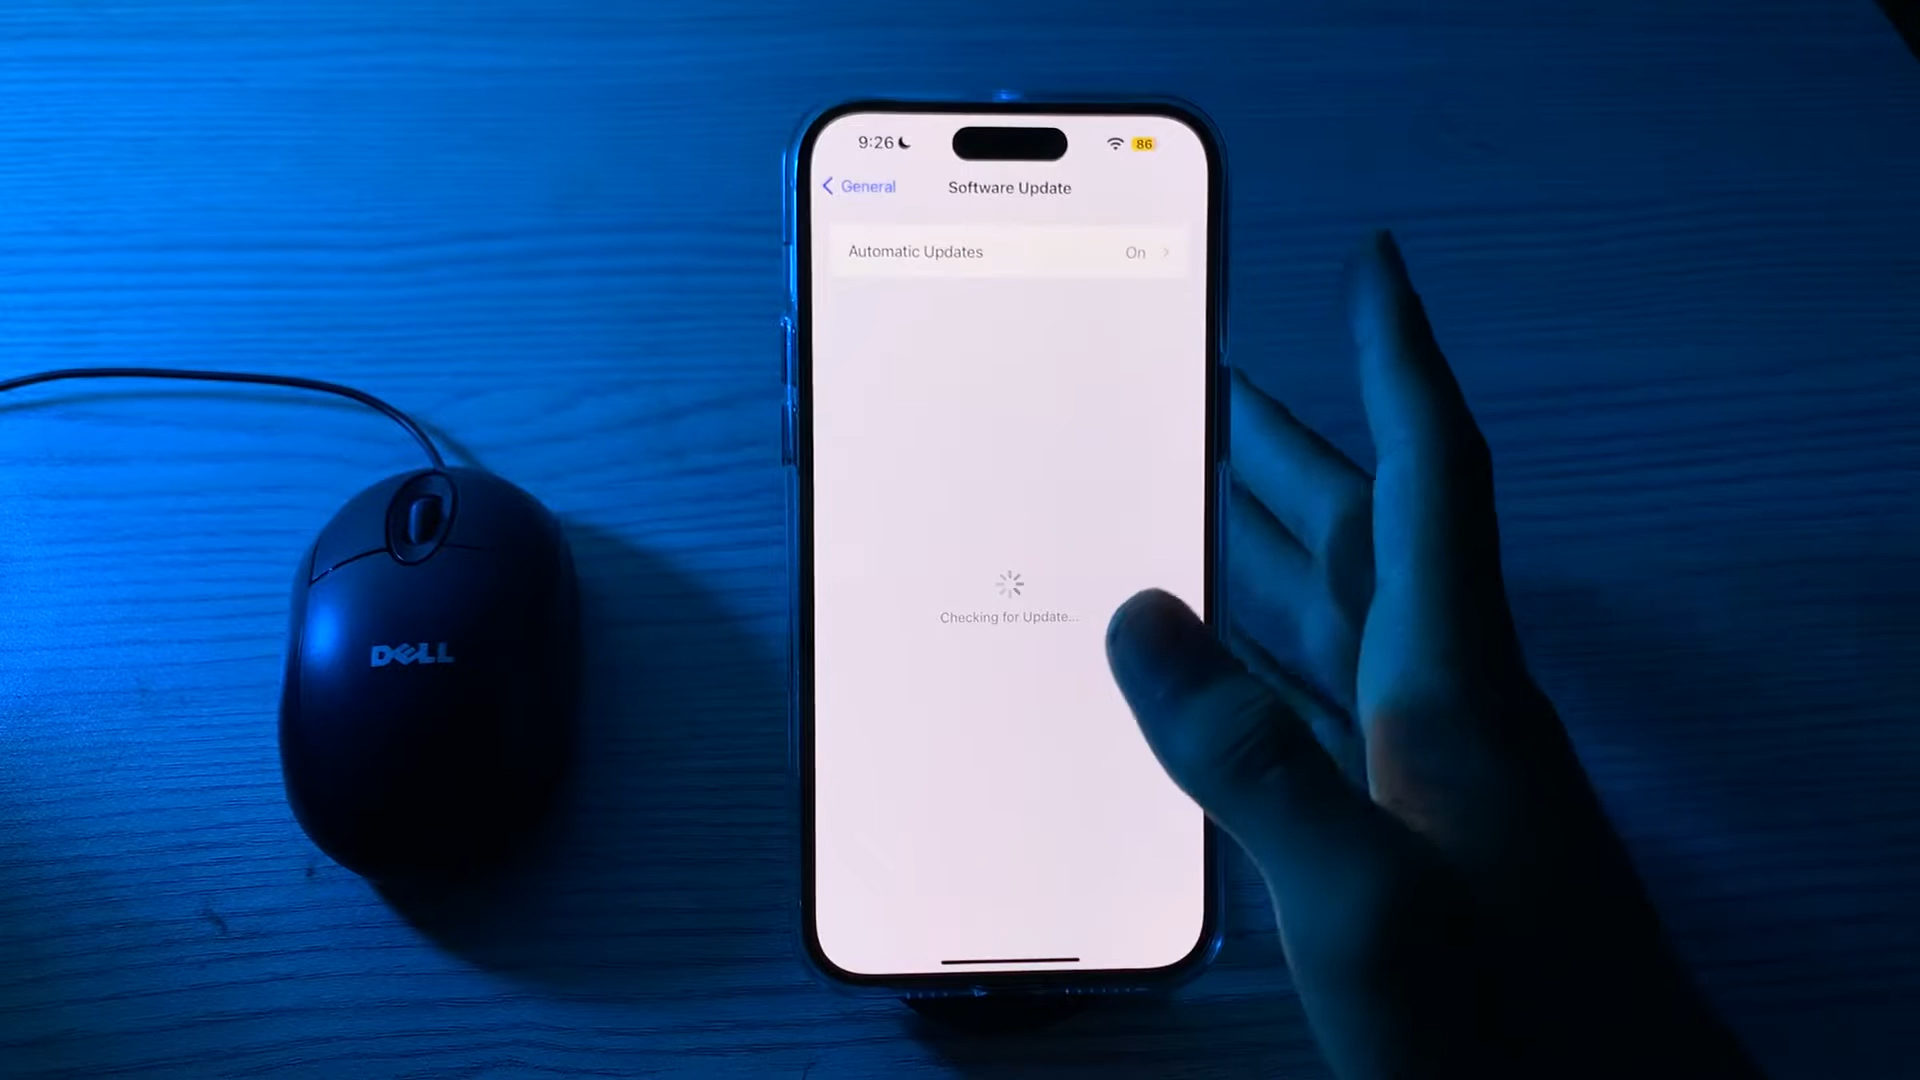 9:26
86
General
Software Update
Automatic Updates
On
Checking for Update...
DELL